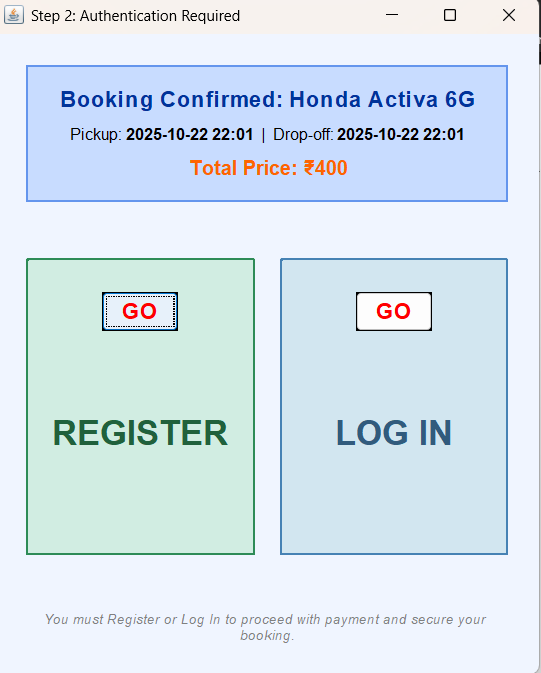 Step 2: Authentication Required
Booking Confirmed: Honda Activa 6G
Pickup: 2025-10-22 22:01 | Drop-off: 2025-10-22 22:01
Total Price: ₹400
GO
REGISTER
GO
LOG IN
You must Register or Log In to proceed with payment and secure your
booking.